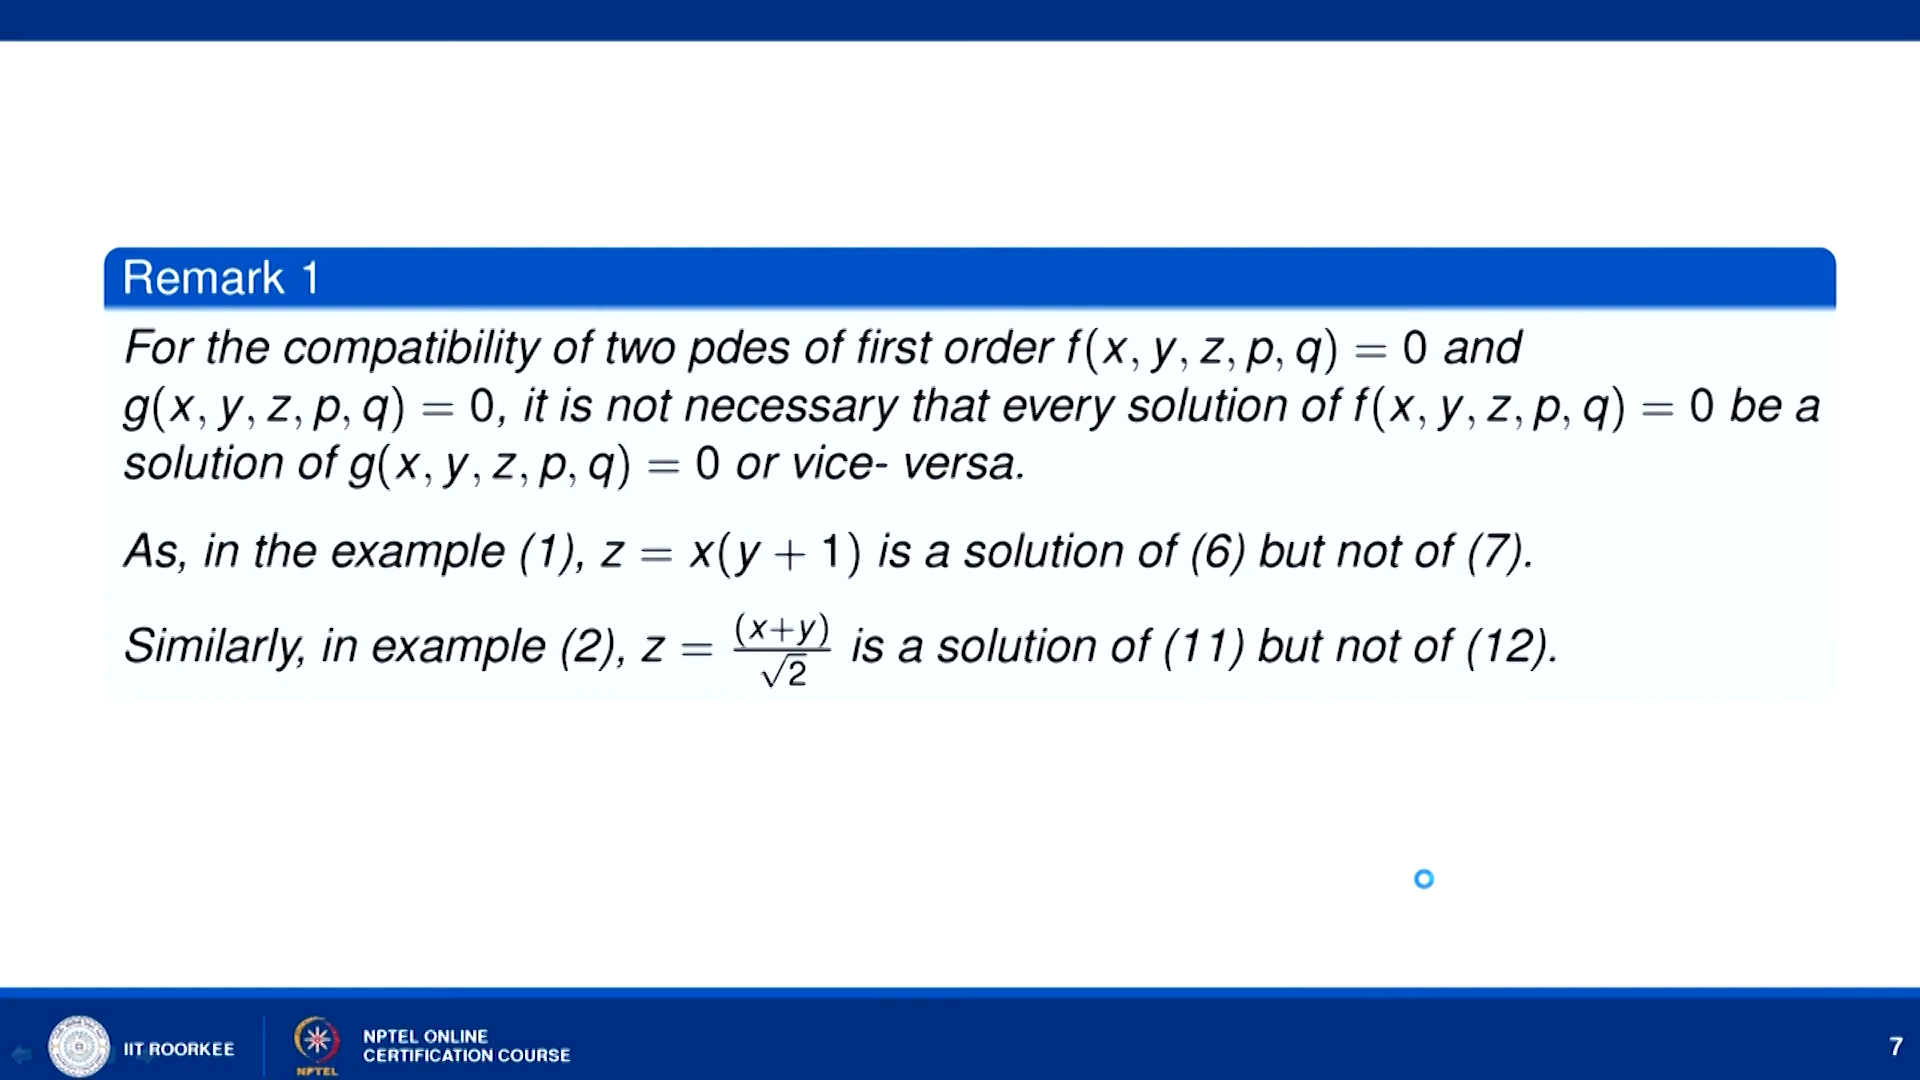 Remark 1
For the compatibility of two pdes of first order f(x, y, z, p, q) = 0 and
g(x, y, z, p, q) = 0, it is not necessary that every solution of f(x, y, z, p, q) = 0 be a
solution of g(x, y, z, p, q) = 0 or vice- versa.
As, in the example (1), z = x(y + 1) is a solution of (6) but not of (7).
Similarly, in example (2), z = (x+y)/√2 is a solution of (11) but not of (12).
IIT ROORKEE
NPTEL
NPTEL ONLINE
CERTIFICATION COURSE
7